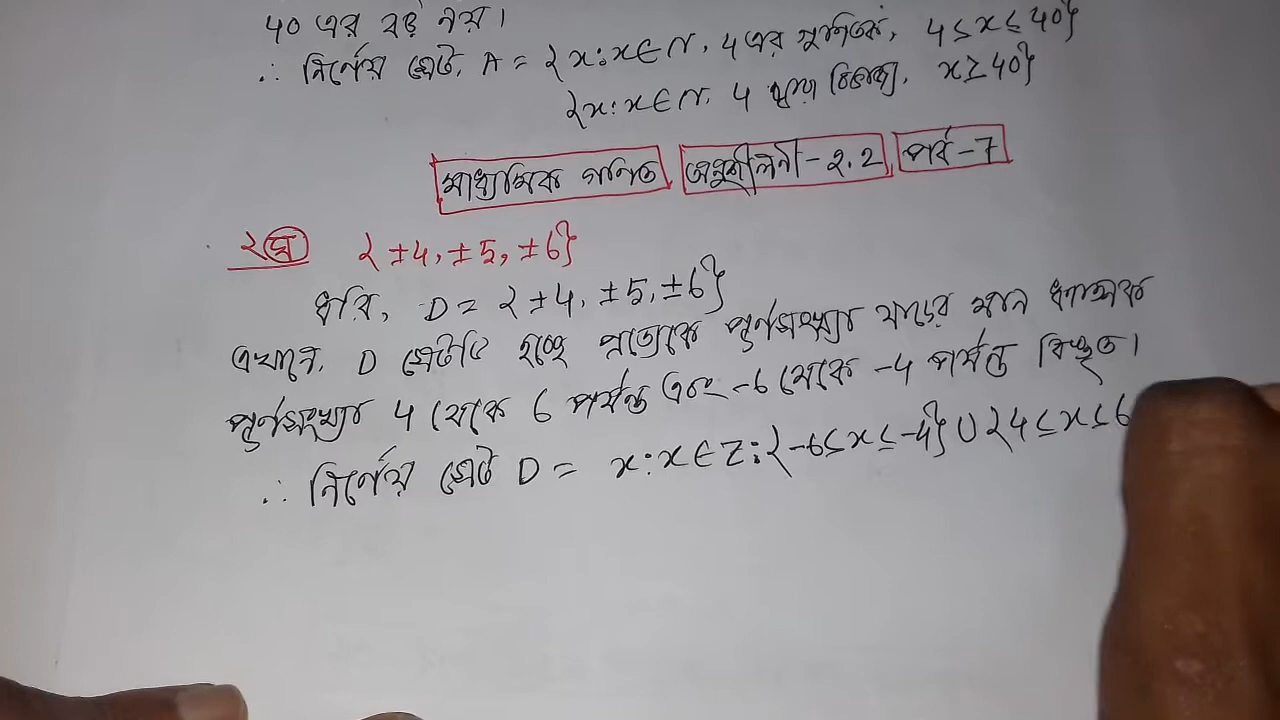 40 এর বড় নয়।
∴ নির্ণেয় সেট, A = {x:x∈N, 4 এর গুণিতক, 4 ≤ x ≤ 40}
{x:x∈N, 4 দ্বারা বিভাজ্য, x ≥ 40}
মাধ্যমিক গণিত অনুশীলনী-২.2 পর্ব-7
২ঘ {±4, ±5, ±6}
ধরি, D = {±4, ±5, ±6}
এখানে, D সেটটি হচ্ছে প্রত্যেকে পূর্ণসংখ্যা যাদের মান ধনাত্মক
পূর্ণসংখ্যা 4 থেকে 6 পর্যন্ত এবং -6 থেকে -4 পর্যন্ত বিস্তৃত।
∴ নির্ণেয় সেট D = x:x∈Z:{-6≤x≤-4}∪{4≤x≤6